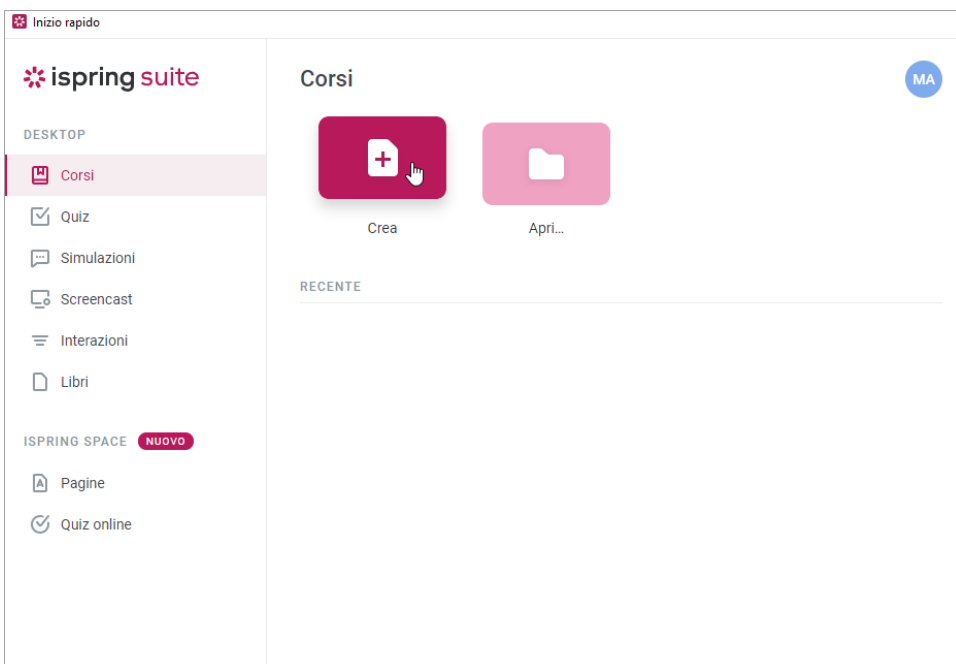 Inizio rapido
ispring suite
DESKTOP
Corsi
Quiz
Simulazioni
Screencast
Interazioni
Libri
ISPRING SPACE NUOVO
Pagine
Quiz online
Corsi
MA
Crea
Apri...
RECENTE